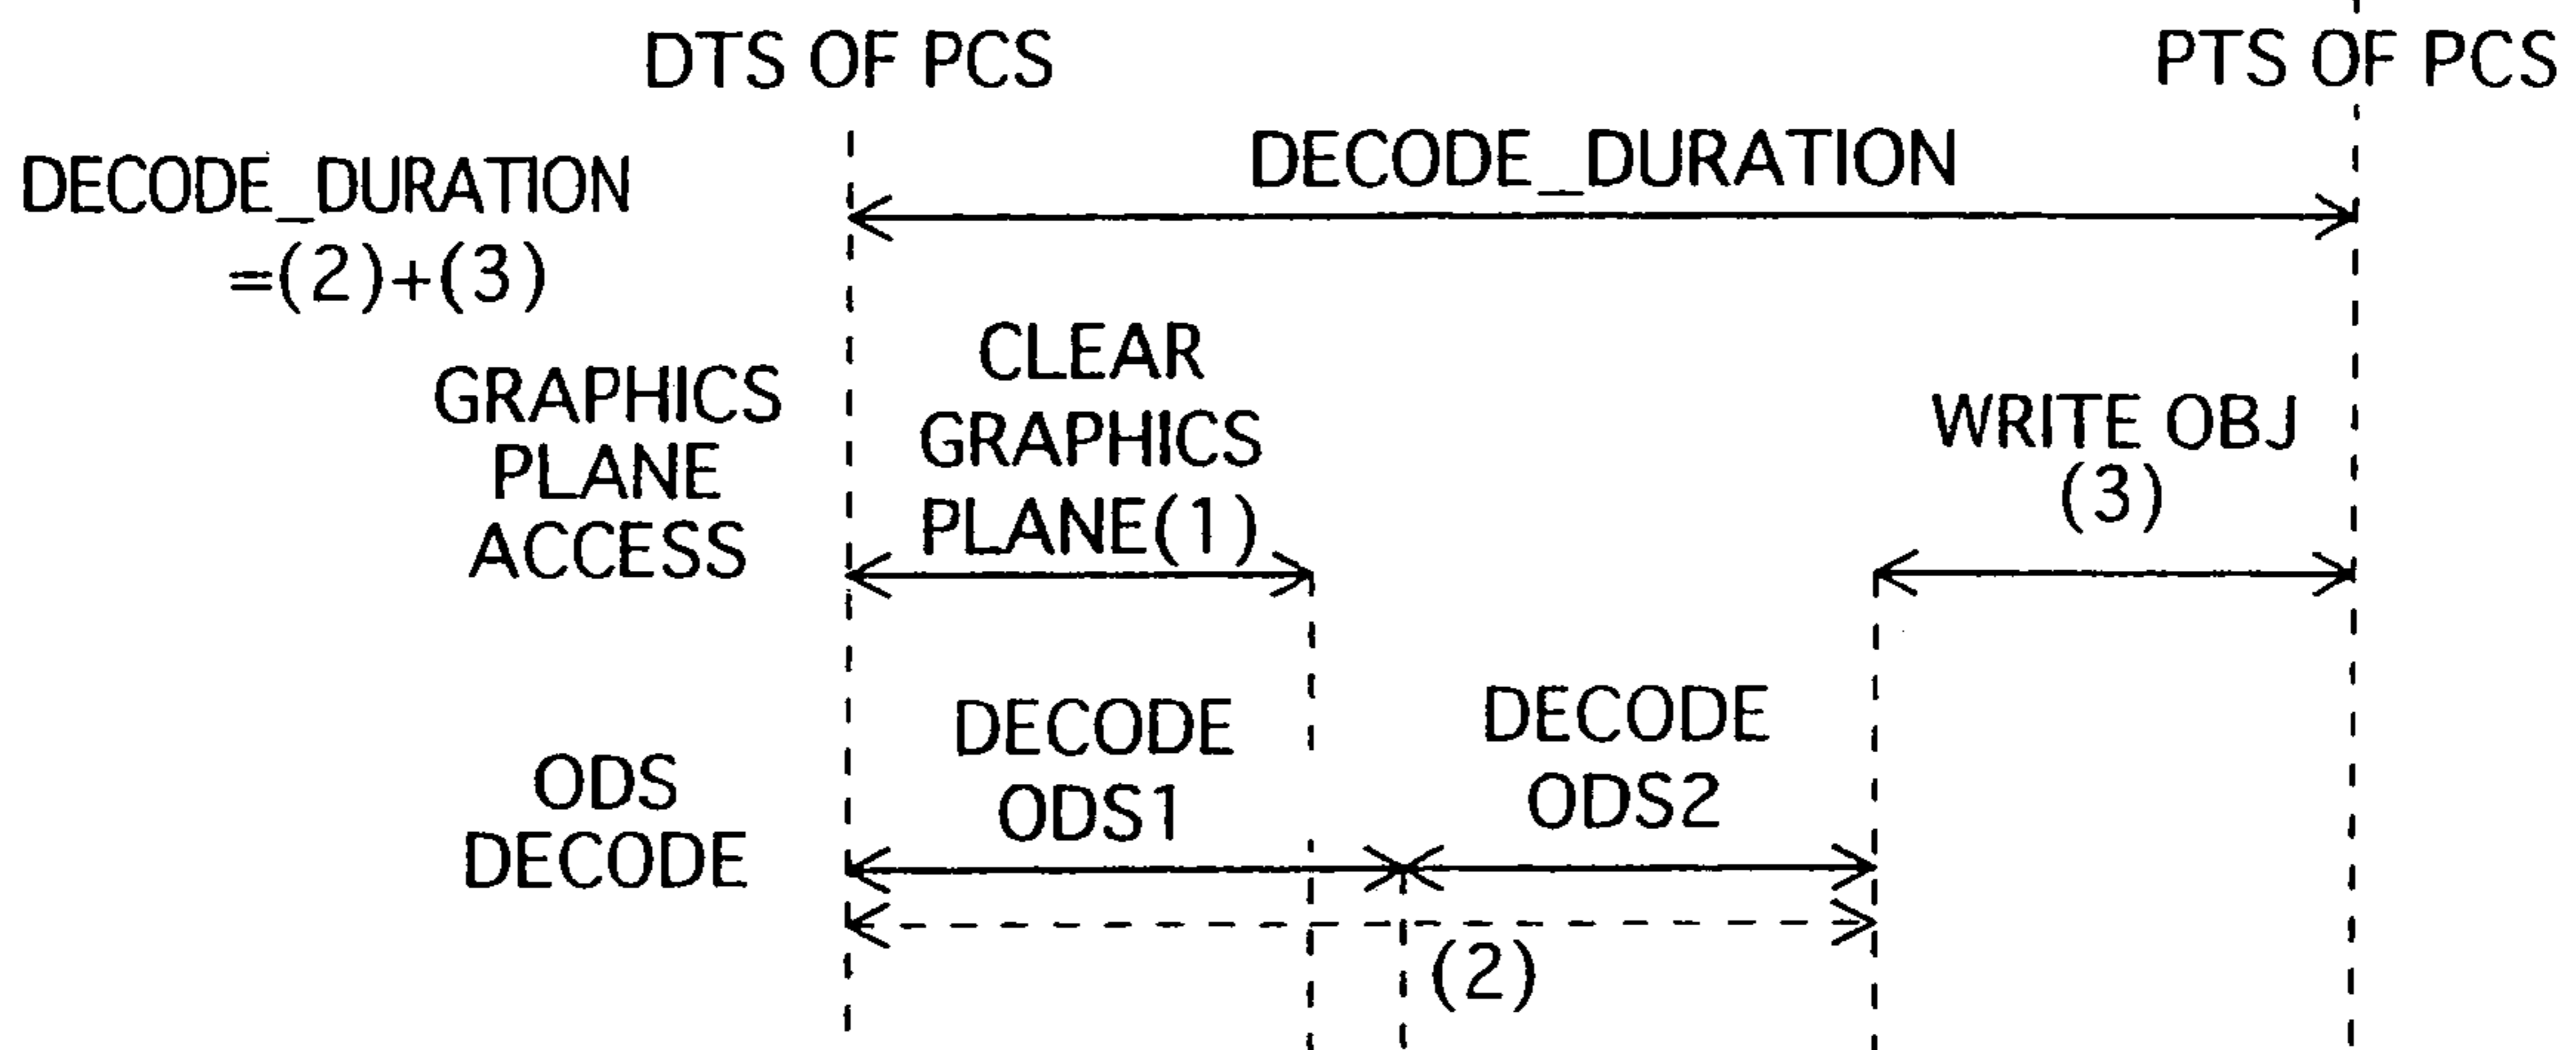 DTS OF PCS
PTS OF PCS
DECODE_DURATION
=(2)+(3)
DECODE_DURATION
GRAPHICS
PLANE
ACCESS
CLEAR
GRAPHICS
PLANE(1)
WRITE OBJ
(3)
ODS
DECODE
DECODE
ODS1
DECODE
ODS2
(2)